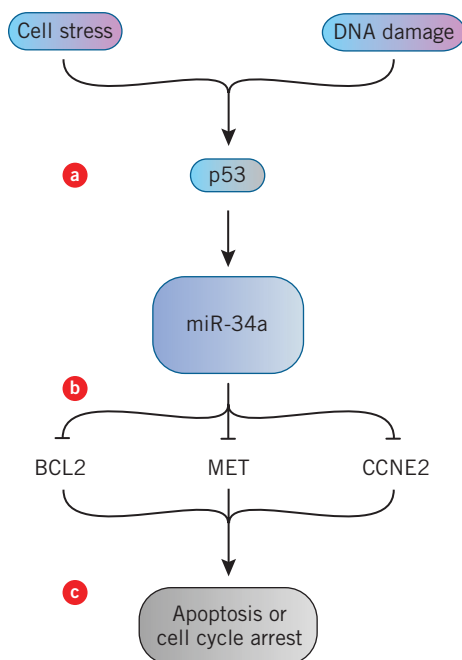 Cell stress
DNA damage
a
p53
miR-34a
b
BCL2
MET
CCNE2
c
Apoptosis or
cell cycle arrest